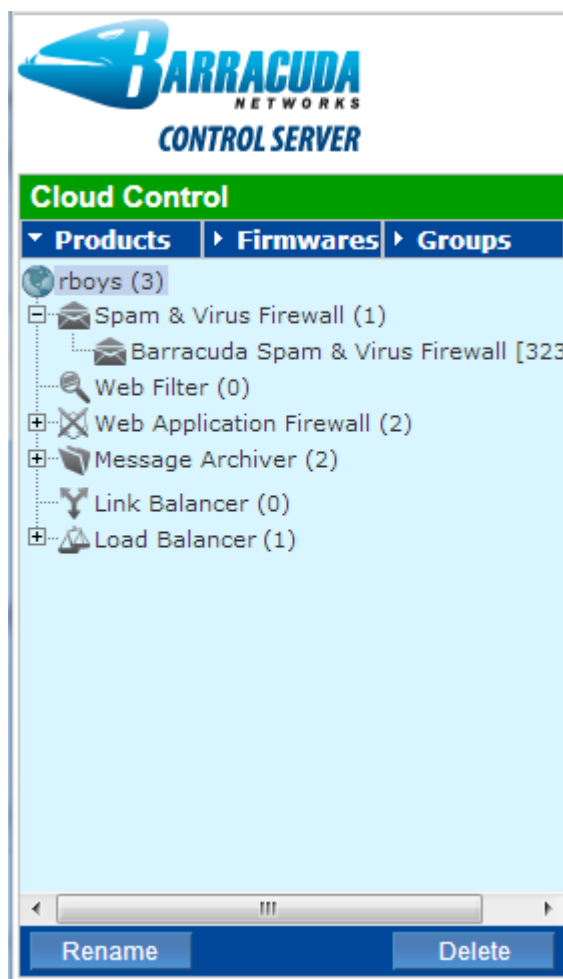 BARRACUDA
NETWORKS
CONTROL SERVER
Cloud Control
Products Firmwares Groups
rboys (3)
Spam & Virus Firewall (1)
Barracuda Spam & Virus Firewall [323
Web Filter (0)
Web Application Firewall (2)
Message Archiver (2)
Link Balancer (0)
Load Balancer (1)
Rename Delete